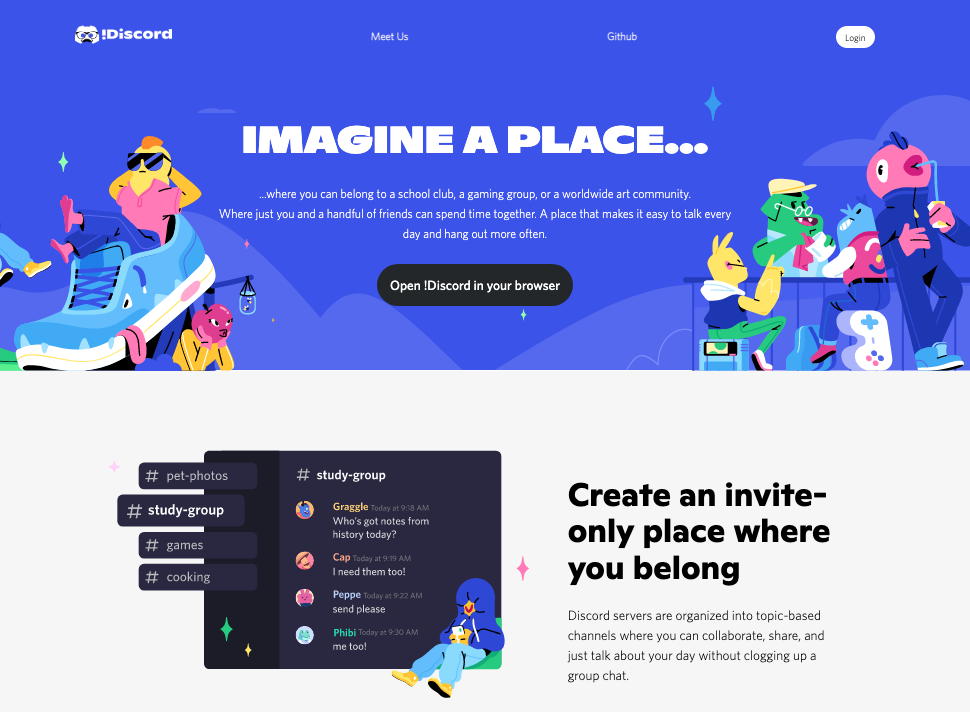 !Discord
Meet Us
Github
Login
IMAGINE A PLACE...
...where you can belong to a school club, a gaming group, or a worldwide art community.
Where just you and a handful of friends can spend time together. A place that makes it easy to talk every
day and hang out more often.
Open !Discord in your browser
# pet-photos
# study-group
# games
# cooking
# study-group
Graggle Today at 9:18 AM
Who's got notes from
history today?
Cap Today at 9:19 AM
I need them too!
Peppe Today at 9:22 AM
send please
Phibi Today at 9:30 AM
me too!
Create an invite-
only place where
you belong
Discord servers are organized into topic-based
channels where you can collaborate, share, and
just talk about your day without clogging up a
group chat.